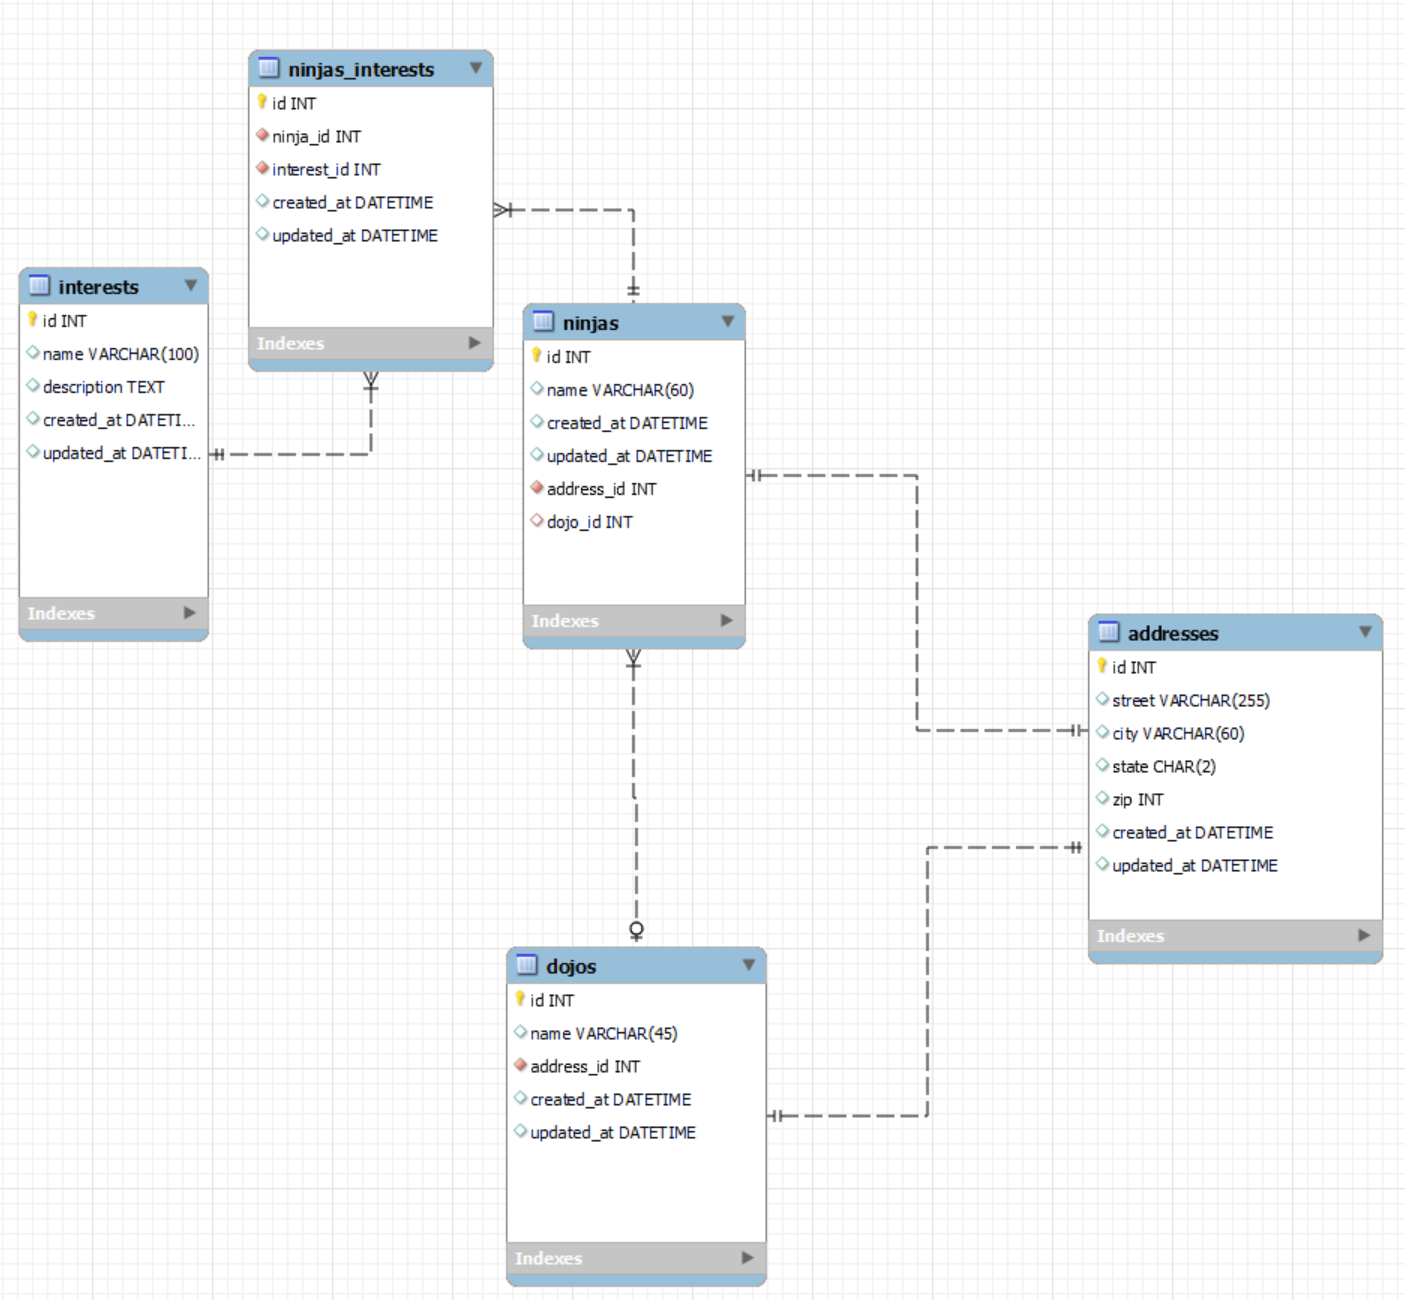 ninjas_interests
id INT
ninja_id INT
interest_id INT
created_at DATETIME
updated_at DATETIME
Indexes
interests
id INT
name VARCHAR(100)
description TEXT
created_at DATETI...
updated_at DATETI...
Indexes
ninjas
id INT
name VARCHAR(60)
created_at DATETIME
updated_at DATETIME
address_id INT
dojo_id INT
Indexes
addresses
id INT
street VARCHAR(255)
city VARCHAR(60)
state CHAR(2)
zip INT
created_at DATETIME
updated_at DATETIME
Indexes
dojos
id INT
name VARCHAR(45)
address_id INT
created_at DATETIME
updated_at DATETIME
Indexes